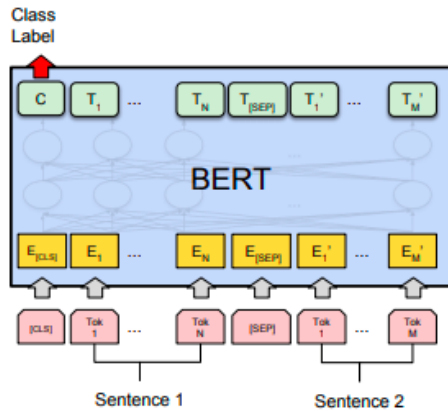 Class
Label
C T1 ... TN T[SEP] T1' ... TM'
...
BERT
...
E[CLS] E1 ... EN E[SEP] E1' ... EM'
[CLS] Tok 1 ... Tok N [SEP] Tok 1 ... Tok M
Sentence 1 Sentence 2